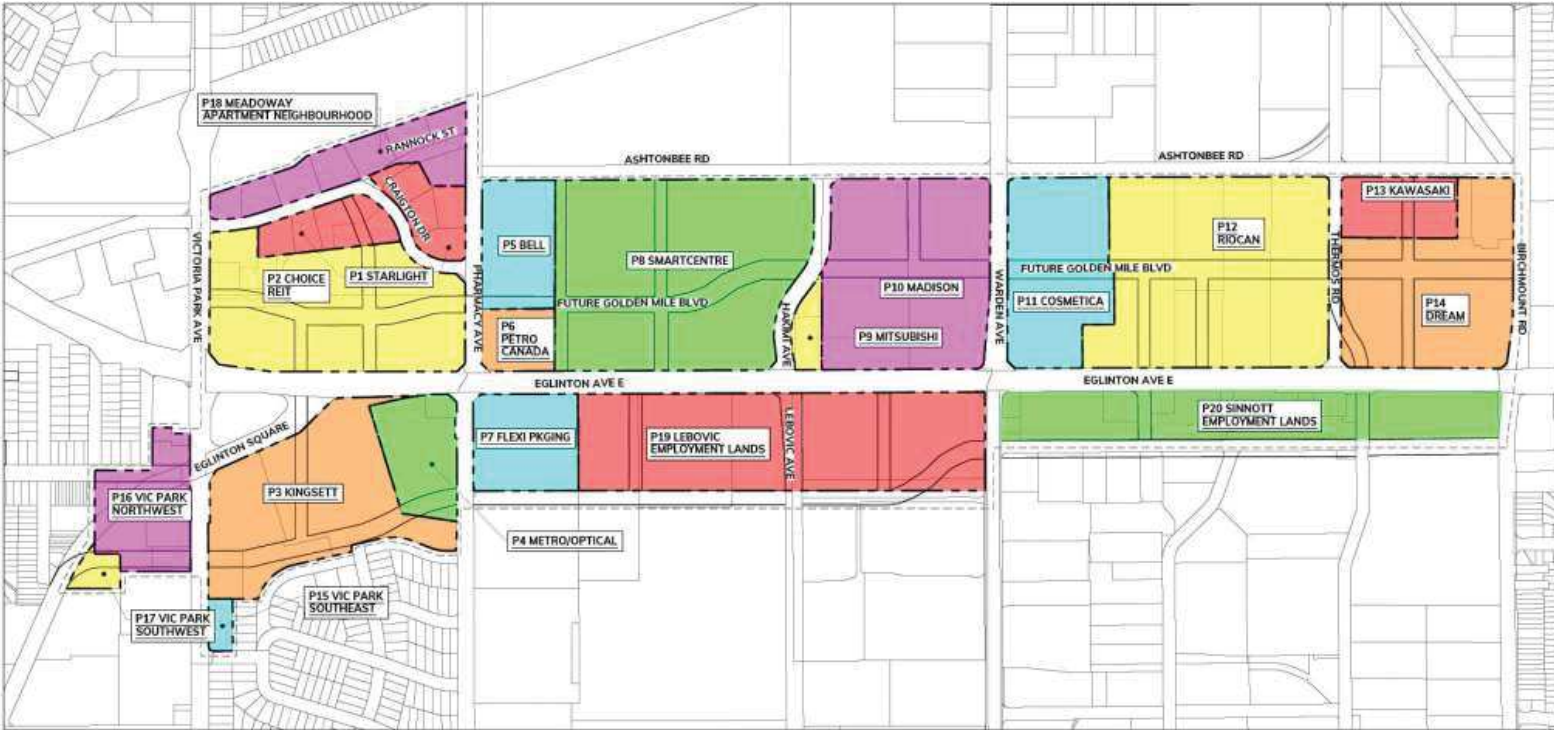 P18 MEADOWAY
APARTMENT NEIGHBOURHOOD
RANNOCK ST
CRAIGTON DR
ASHTONBEE RD
ASHTONBEE RD
P13 KAWASAKI
VICTORIA PARK AVE
P2 CHOICE
REIT
P1 STARLIGHT
PHARMACY AVE
P5 BELL
P8 SMARTCENTRE
FUTURE GOLDEN MILE BLVD
P6
PETRO
CANADA
HAKIMI AVE
P10 MADISON
P9 MITSUBISHI
WARDEN AVE
P12
RIOCAN
FUTURE GOLDEN MILE BLVD
P11 COSMETICA
THERMOS RD
P14
DREAM
BIRCHMOUNT RD
EGLINTON AVE E
EGLINTON AVE E
EGLINTON SQUARE
P7 FLEXI PKGING
P19 LEBOVIC
EMPLOYMENT LANDS
LEBOVIC AVE
P20 SINNOTT
EMPLOYMENT LANDS
P16 VIC PARK
NORTHWEST
P3 KINGSETT
P4 METRO/OPTICAL
P15 VIC PARK
SOUTHEAST
P17 VIC PARK
SOUTHWEST